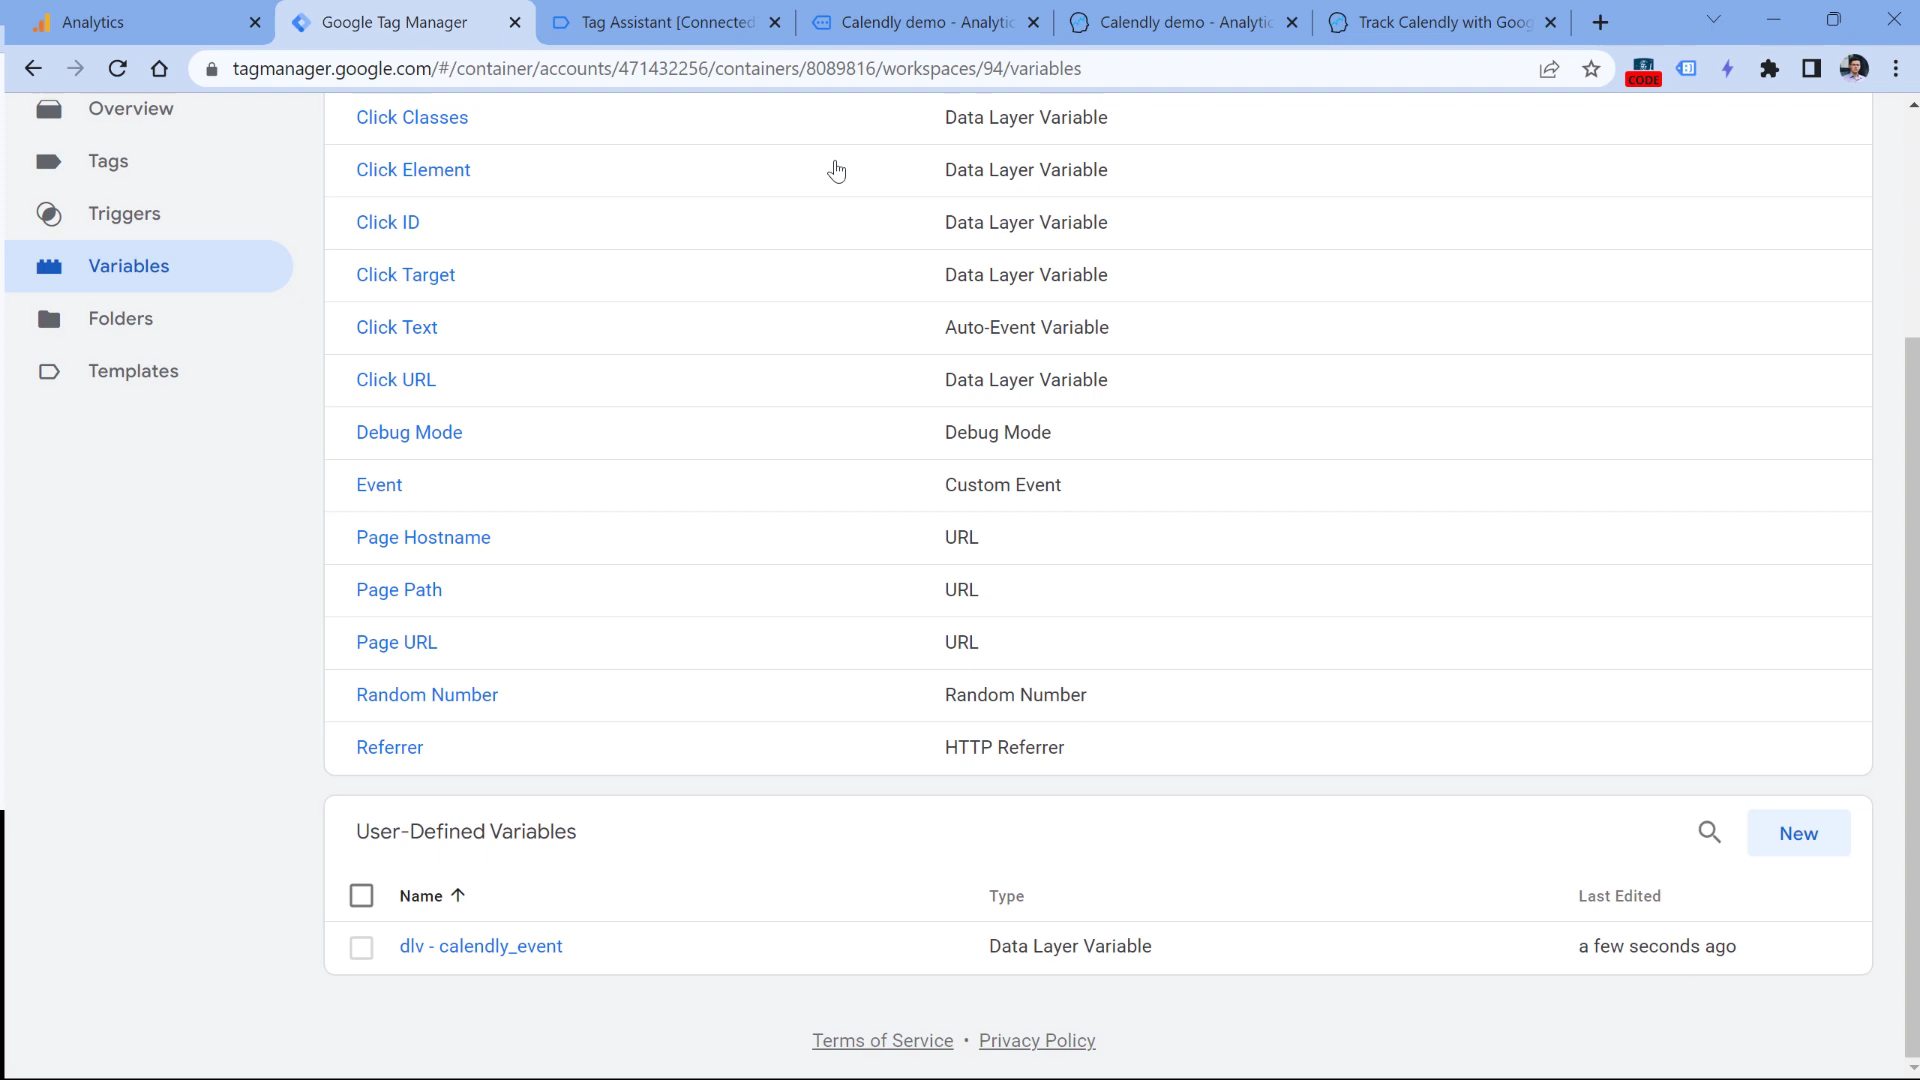 Analytics
Google Tag Manager
Tag Assistant [Connected
Calendly demo - Analytic
Calendly demo - Analytic
Track Calendly with Goog
tagmanager.google.com/#/container/accounts/471432256/containers/8089816/workspaces/94/variables
CODE
Overview
Tags
Triggers
Variables
Folders
Templates
Click Classes Data Layer Variable
Click Element Data Layer Variable
Click ID Data Layer Variable
Click Target Data Layer Variable
Click Text Auto-Event Variable
Click URL Data Layer Variable
Debug Mode Debug Mode
Event Custom Event
Page Hostname URL
Page Path URL
Page URL URL
Random Number Random Number
Referrer HTTP Referrer
User-Defined Variables
New
Name Type Last Edited
dlv - calendly_event Data Layer Variable a few seconds ago
Terms of Service • Privacy Policy